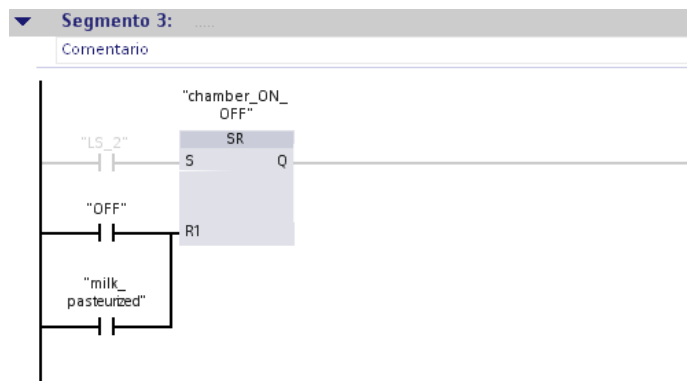 Segmento 3: .....
Comentario
"chamber_ON_
OFF"
"LS_2"
SR
S
Q
"OFF"
R1
"milk_
pasteurized"